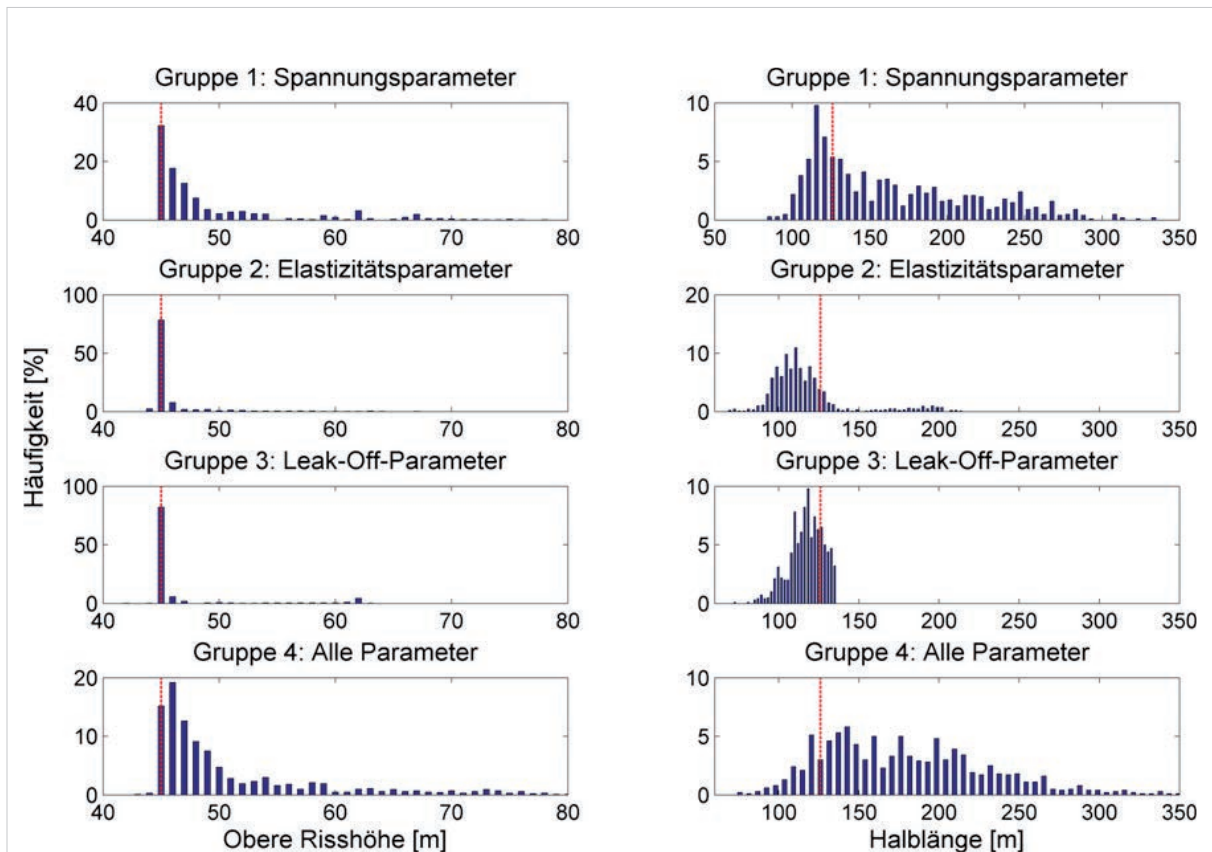 Gruppe 1: Spannungsparameter
40
20
0
40 50 60 70 80
Gruppe 2: Elastizitätsparameter
100
50
0
40 50 60 70 80
Gruppe 3: Leak-Off-Parameter
100
50
0
40 50 60 70 80
Gruppe 4: Alle Parameter
20
10
0
40 50 60 70 80
Obere Risshöhe [m]
Häufigkeit [%]
Gruppe 1: Spannungsparameter
10
5
0
50 100 150 200 250 300 350
Gruppe 2: Elastizitätsparameter
20
10
0
100 150 200 250 300 350
Gruppe 3: Leak-Off-Parameter
10
5
0
100 150 200 250 300 350
Gruppe 4: Alle Parameter
10
5
0
100 150 200 250 300 350
Halblänge [m]